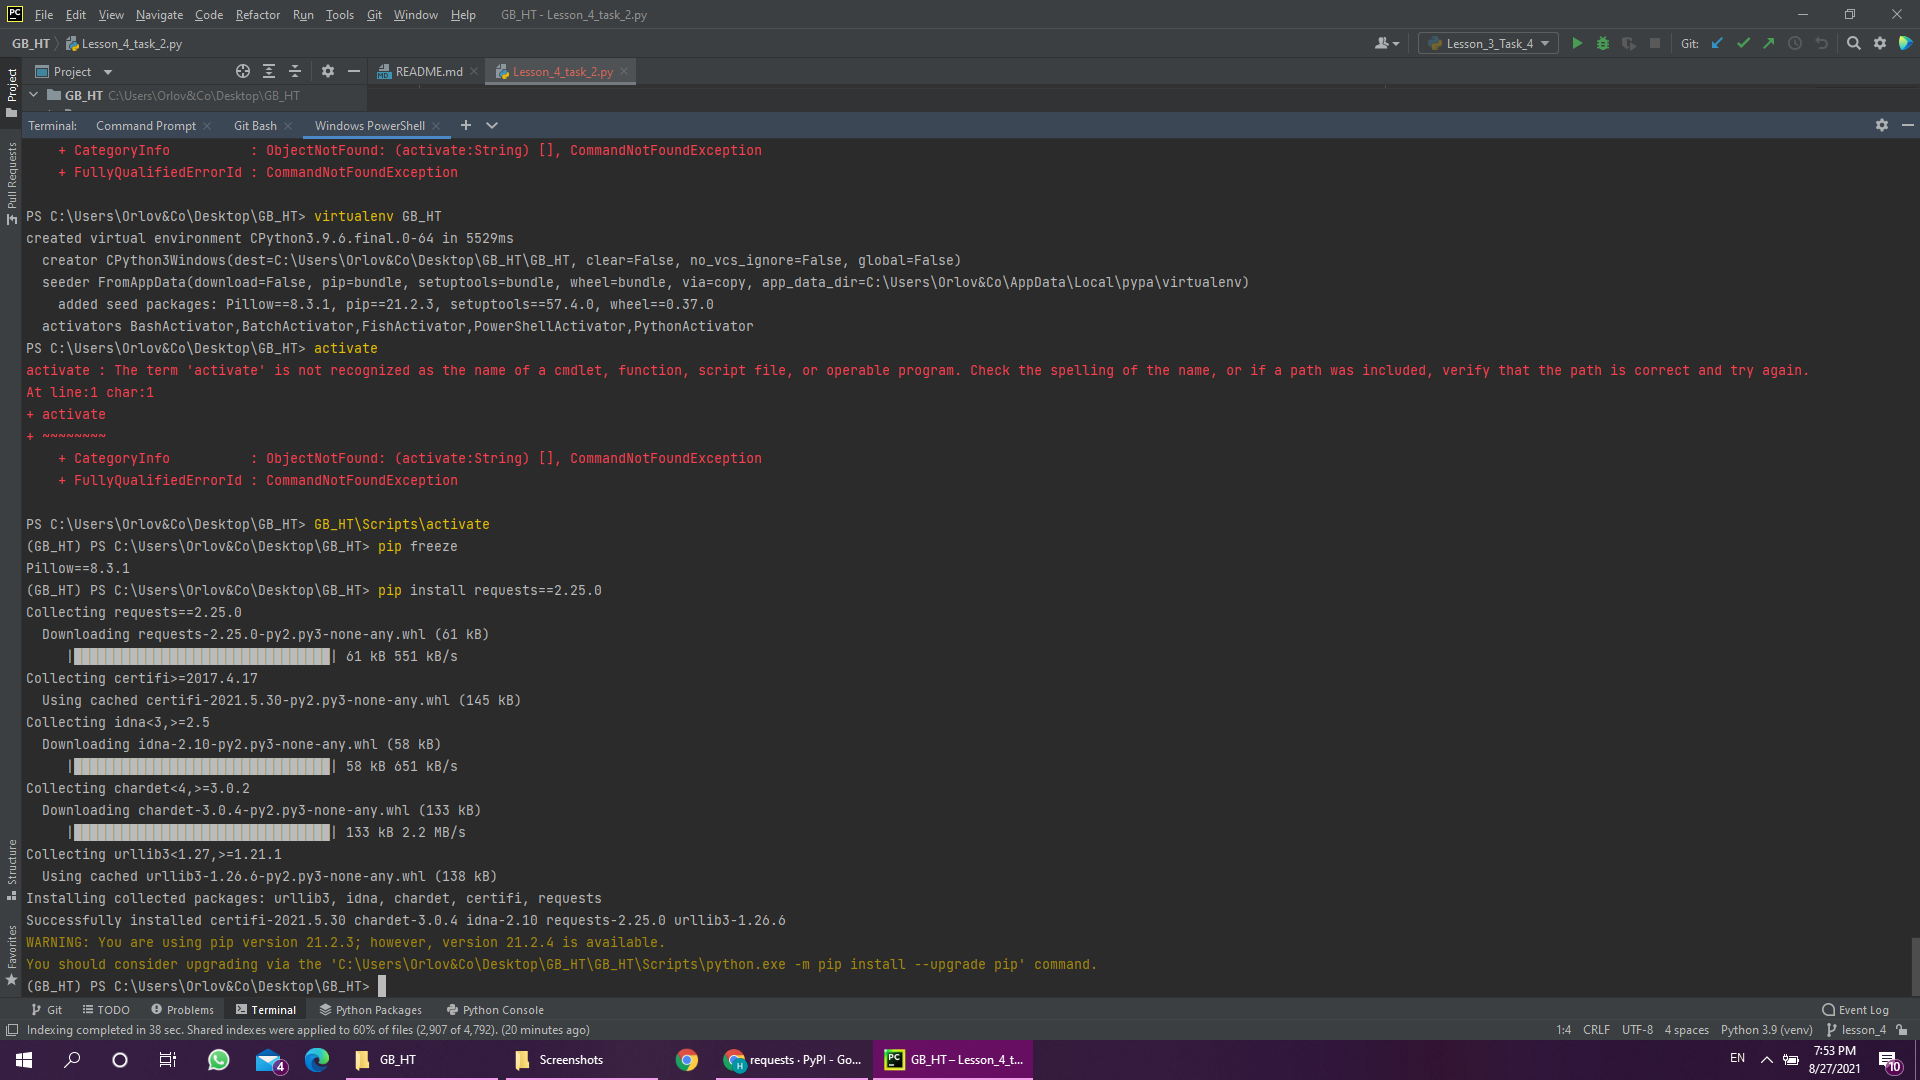 File Edit View Navigate Code Refactor Run Tools Git Window Help GB_HT - Lesson_4_task_2.py
GB_HT Lesson_4_task_2.py Lesson_3_Task_4 Git:
Project README.md Lesson_4_task_2.py
GB_HT C:\Users\Orlov&Co\Desktop\GB_HT
Terminal: Command Prompt Git Bash Windows PowerShell
+ CategoryInfo : ObjectNotFound: (activate:String) [], CommandNotFoundException
+ FullyQualifiedErrorId : CommandNotFoundException
PS C:\Users\Orlov&Co\Desktop\GB_HT> virtualenv GB_HT
created virtual environment CPython3.9.6.final.0-64 in 5529ms
creator CPython3Windows(dest=C:\Users\Orlov&Co\Desktop\GB_HT\GB_HT, clear=False, no_vcs_ignore=False, global=False)
seeder FromAppData(download=False, pip=bundle, setuptools=bundle, wheel=bundle, via=copy, app_data_dir=C:\Users\Orlov&Co\AppData\Local\pypa\virtualenv)
added seed packages: Pillow==8.3.1, pip==21.2.3, setuptools==57.4.0, wheel==0.37.0
activators BashActivator,BatchActivator,FishActivator,PowerShellActivator,PythonActivator
PS C:\Users\Orlov&Co\Desktop\GB_HT> activate
activate : The term 'activate' is not recognized as the name of a cmdlet, function, script file, or operable program. Check the spelling of the name, or if a path was included, verify that the path is correct and try again.
At line:1 char:1
+ activate
+ ~~~~~~~~
+ CategoryInfo : ObjectNotFound: (activate:String) [], CommandNotFoundException
+ FullyQualifiedErrorId : CommandNotFoundException
PS C:\Users\Orlov&Co\Desktop\GB_HT> GB_HT\Scripts\activate
(GB_HT) PS C:\Users\Orlov&Co\Desktop\GB_HT> pip freeze
Pillow==8.3.1
(GB_HT) PS C:\Users\Orlov&Co\Desktop\GB_HT> pip install requests==2.25.0
Collecting requests==2.25.0
Downloading requests-2.25.0-py2.py3-none-any.whl (61 kB)
| | 61 kB 551 kB/s
Collecting certifi>=2017.4.17
Using cached certifi-2021.5.30-py2.py3-none-any.whl (145 kB)
Collecting idna<3,>=2.5
Downloading idna-2.10-py2.py3-none-any.whl (58 kB)
| | 58 kB 651 kB/s
Collecting chardet<4,>=3.0.2
Downloading chardet-3.0.4-py2.py3-none-any.whl (133 kB)
| | 133 kB 2.2 MB/s
Collecting urllib3<1.27,>=1.21.1
Using cached urllib3-1.26.6-py2.py3-none-any.whl (138 kB)
Installing collected packages: urllib3, idna, chardet, certifi, requests
Successfully installed certifi-2021.5.30 chardet-3.0.4 idna-2.10 requests-2.25.0 urllib3-1.26.6
WARNING: You are using pip version 21.2.3; however, version 21.2.4 is available.
You should consider upgrading via the 'C:\Users\Orlov&Co\Desktop\GB_HT\GB_HT\Scripts\python.exe -m pip install --upgrade pip' command.
(GB_HT) PS C:\Users\Orlov&Co\Desktop\GB_HT>
Project
Pull Requests
Structure
Favorites
Git TODO Problems Terminal Python Packages Python Console Event Log
Indexing completed in 38 sec. Shared indexes were applied to 60% of files (2,907 of 4,792). (20 minutes ago) 1:4 CRLF UTF-8 4 spaces Python 3.9 (venv) lesson_4
4 GB_HT Screenshots requests · PyPI - Go... GB_HT – Lesson_4_t... EN 7:53 PM
8/27/2021 10